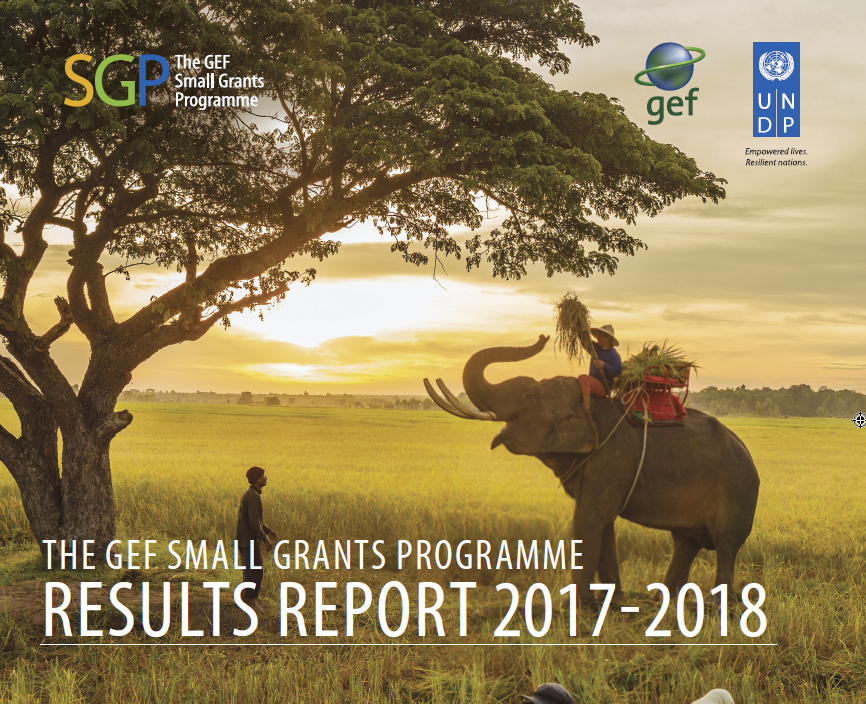 SGP
The GEF
Small Grants
Programme
gef
U N
D P
Empowered lives.
Resilient nations.
THE GEF SMALL GRANTS PROGRAMME
RESULTS REPORT 2017-2018